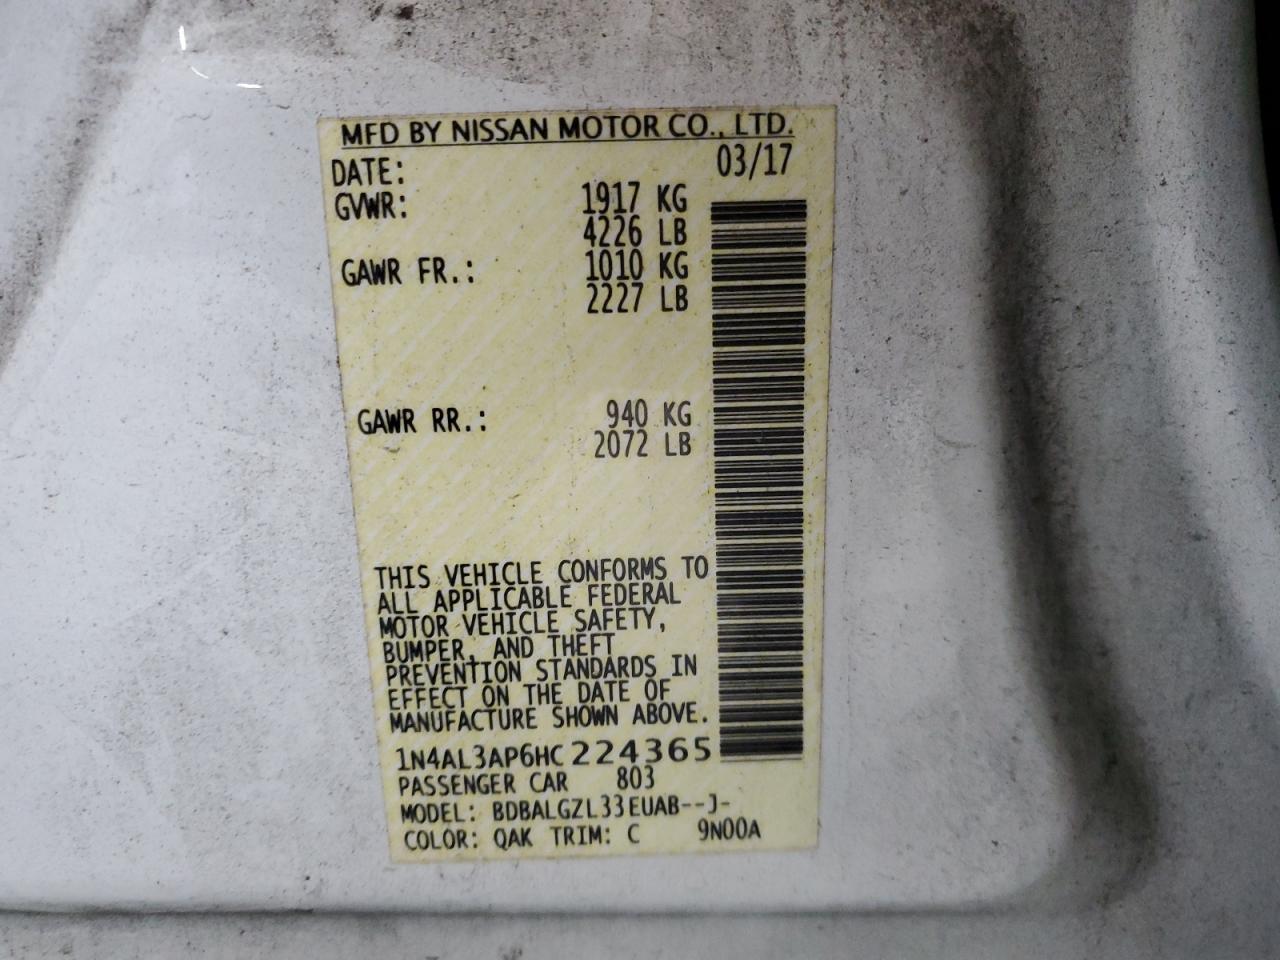 MFD BY NISSAN MOTOR CO., LTD.
DATE: 03/17
GVWR: 1917 KG
4226 LB
GAWR FR.: 1010 KG
2227 LB
GAWR RR.: 940 KG
2072 LB
THIS VEHICLE CONFORMS TO
ALL APPLICABLE FEDERAL
MOTOR VEHICLE SAFETY,
BUMPER, AND THEFT
PREVENTION STANDARDS IN
EFFECT ON THE DATE OF
MANUFACTURE SHOWN ABOVE.
1N4AL3AP6HC224365
PASSENGER CAR 803
MODEL: BDBALGZL33EUAB--J-
COLOR: QAK TRIM: C 9N00A